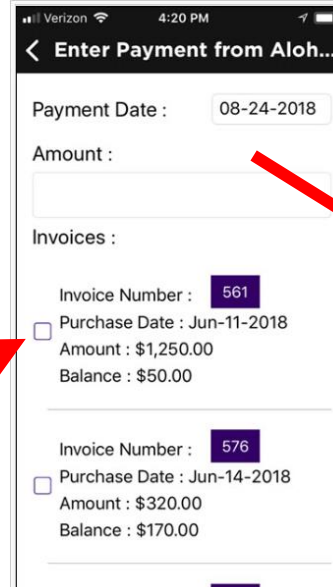 Verizon 4:20 PM
Enter Payment from Aloh...
Payment Date : 08-24-2018
Amount :
Invoices :
Invoice Number : 561
Purchase Date : Jun-11-2018
Amount : $1,250.00
Balance : $50.00
Invoice Number : 576
Purchase Date : Jun-14-2018
Amount : $320.00
Balance : $170.00